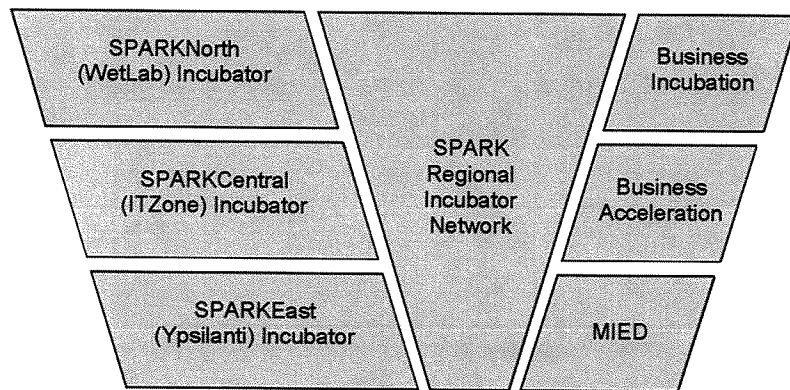 SPARKNorth
(WetLab) Incubator
SPARKCentral
(ITZone) Incubator
SPARKEast
(Ypsilanti) Incubator
SPARK
Regional
Incubator
Network
Business
Incubation
Business
Acceleration
MIED